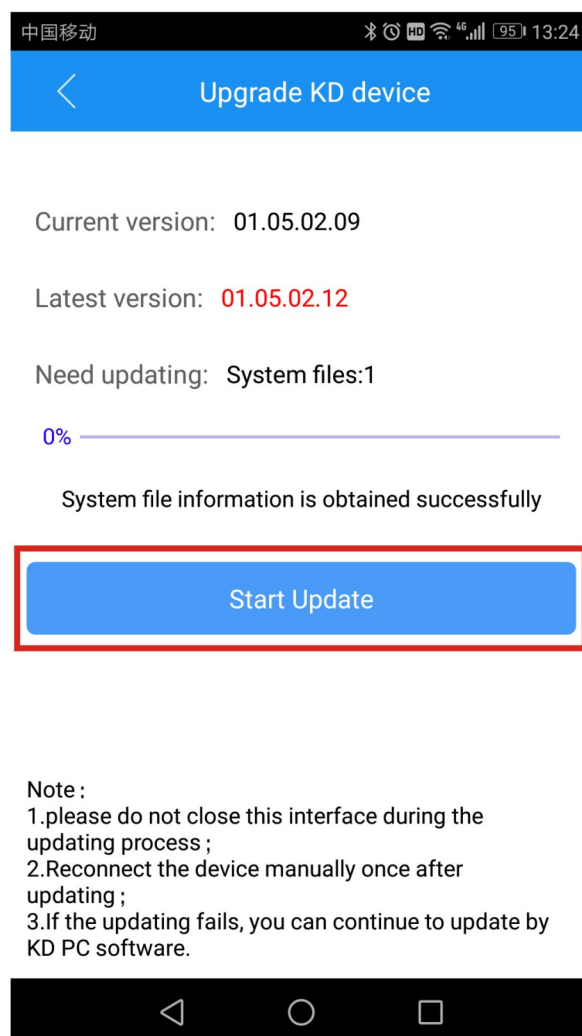 中国移动 HD 4G 95 13:24
Upgrade KD device
Current version: 01.05.02.09
Latest version: 01.05.02.12
Need updating: System files:1
0%
System file information is obtained successfully
Start Update
Note:
1.please do not close this interface during the
updating process;
2.Reconnect the device manually once after
updating;
3.If the updating fails, you can continue to update by
KD PC software.